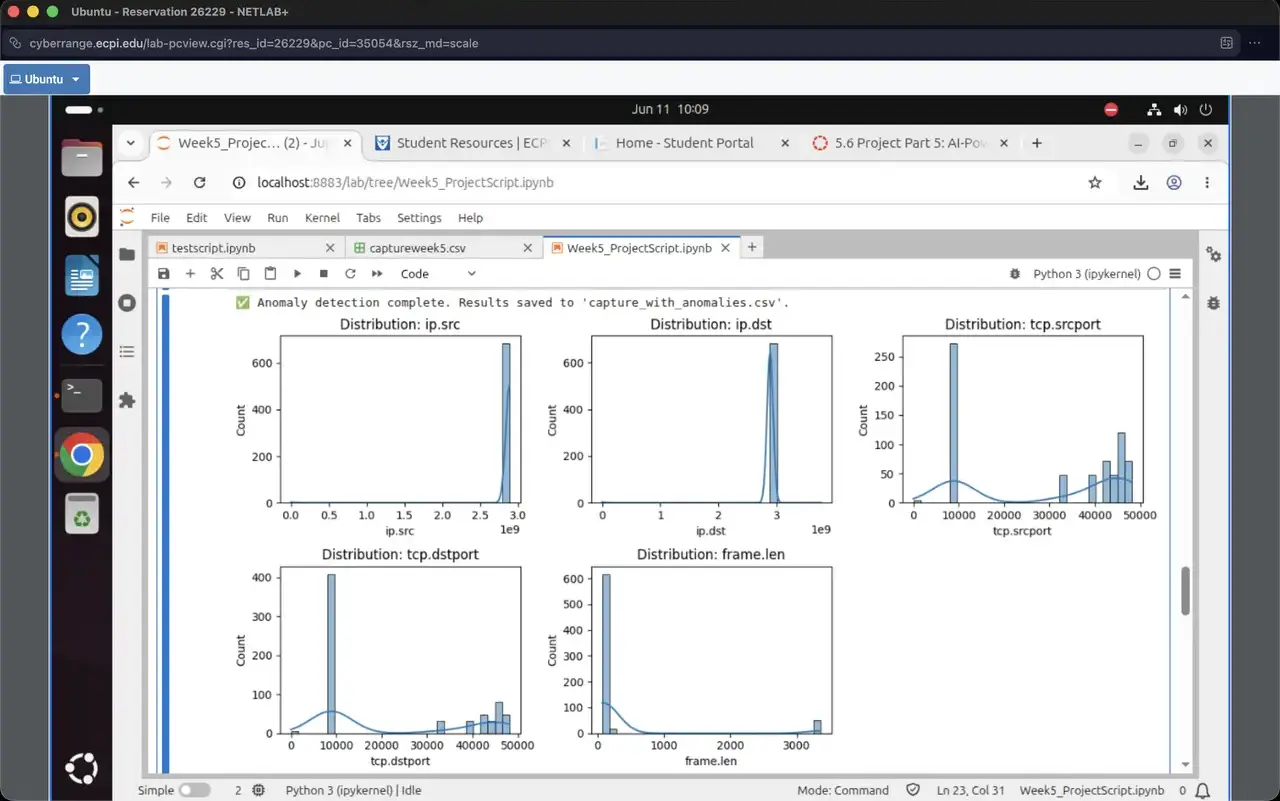 Ubuntu - Reservation 26229 - NETLAB+
cyberrange.ecpi.edu/lab-pcview.cgi?res_id=26229&pc_id=35054&rsz_md=scale
Ubuntu
Jun 11 10:09
Week5_Projec... (2) - Ju
Student Resources | ECP
Home - Student Portal
5.6 Project Part 5: AI-Pow
localhost:8883/lab/tree/Week5_ProjectScript.ipynb
File Edit View Run Kernel Tabs Settings Help
testscript.ipynb
captureweek5.csv
Week5_ProjectScript.ipynb
Code
Python 3 (ipykernel)
✅ Anomaly detection complete. Results saved to 'capture_with_anomalies.csv'.
Distribution: ip.src
Count
600
400
200
0
0.0 0.5 1.0 1.5 2.0 2.5 3.0
ip.src
1e9
Distribution: ip.dst
Count
600
400
200
0
0 1 2 3
ip.dst
1e9
Distribution: tcp.srcport
Count
250
200
150
100
50
0
0 10000 20000 30000 40000 50000
tcp.srcport
Distribution: tcp.dstport
Count
400
300
200
100
0
0 10000 20000 30000 40000 50000
tcp.dstport
Distribution: frame.len
Count
600
500
400
300
200
100
0
0 1000 2000 3000
frame.len
Simple
2
Python 3 (ipykernel) | Idle
Mode: Command
Ln 23, Col 31
Week5_ProjectScript.ipynb
0